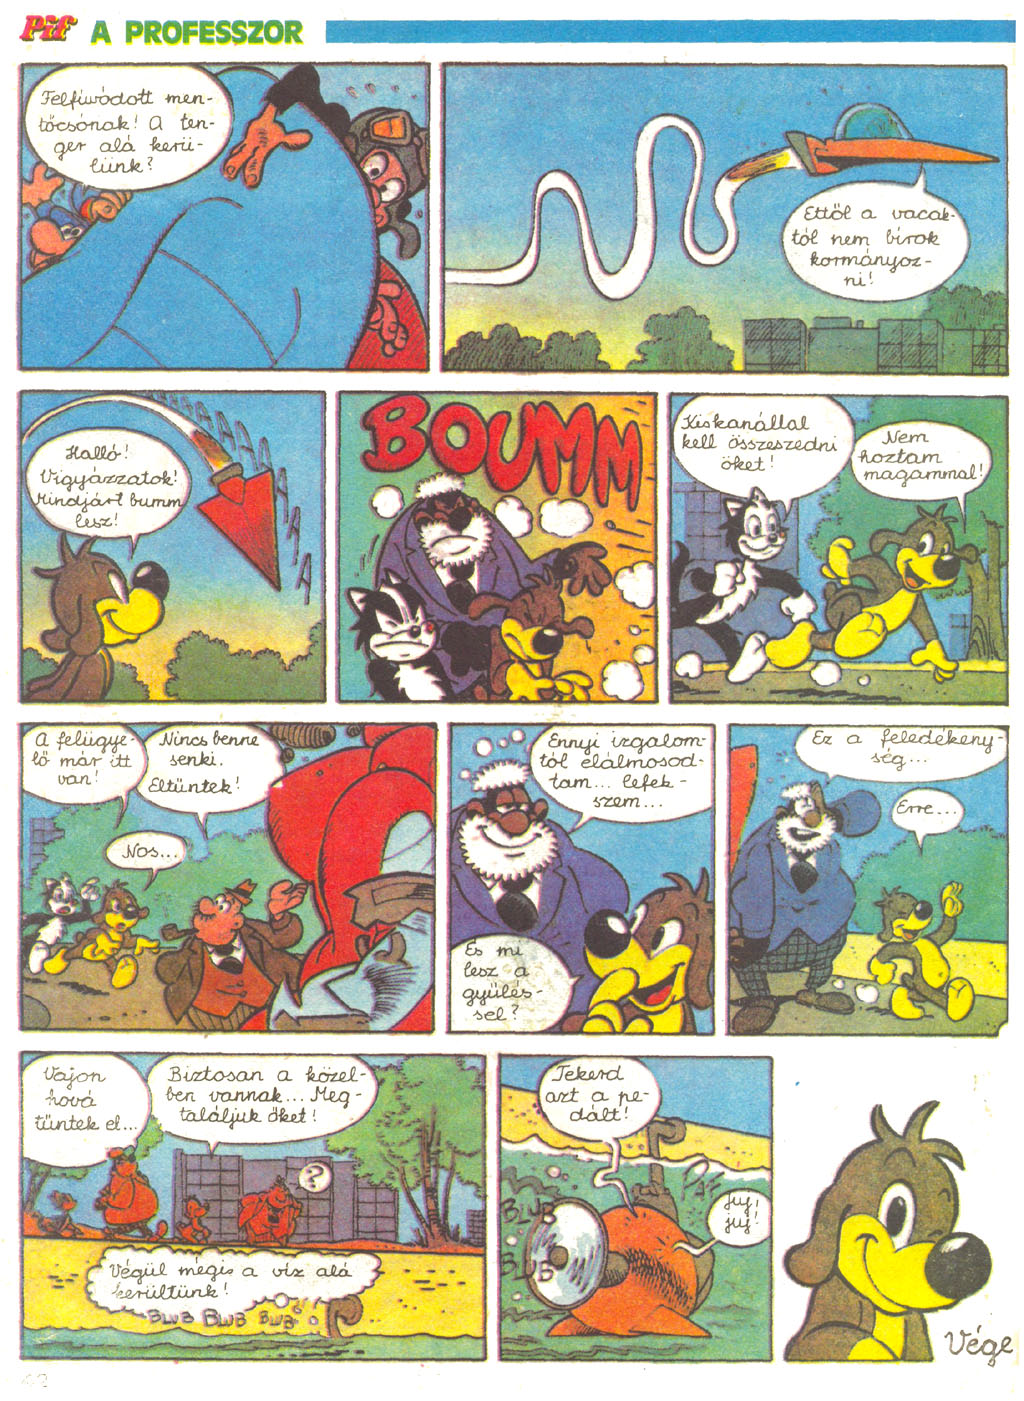 Pif A PROFESSZOR
Felfúvódott men-
tőcsónak! A ten-
ger alá kerü-
lünk?
Ettől a vacak-
tól nem bírok
kormányoz-
ni!
Halló!
Vigyázzatok!
Mindjárt bumm
lesz!
AAAAAAAAA
BOUMM
Kiskanállal
kell összeszedni
őket!
Nem
hoztam
magammal!
A felügye-
lő már itt
van!
Nincs benne
senki.
Eltűntek!
Nos...
Ennyi izgalom-
tól elálmosod-
tam... lefek-
szem...
És mi
lesz a
gyűlés-
sel?
Ez a feledékeny-
ség...
Erre...
Vajon
hová
tűntek el...
Biztosan a közel-
ben vannak... Meg-
találjuk őket!
?
Végül mégis a víz alá
kerültünk!
BLUB BLUB BLUB
Tekerd
azt a pe-
dált!
BLUB
BLUB
PAF
juj!
juj!
Vége
42